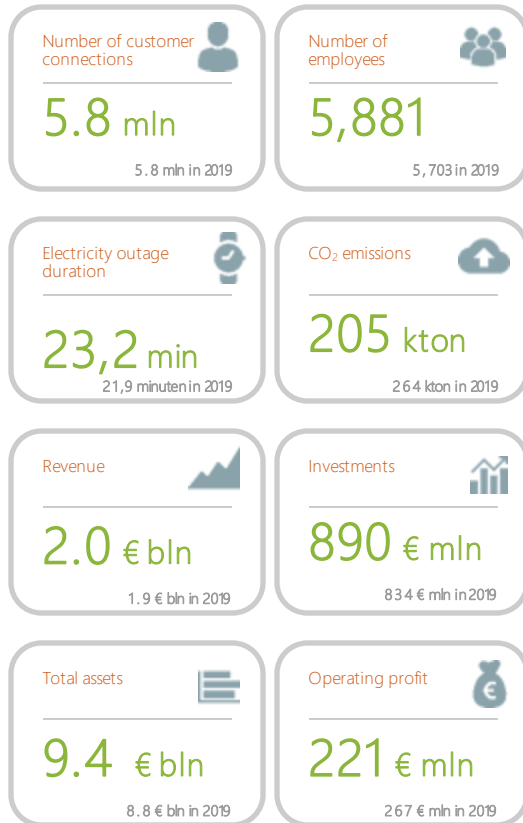 Number of customer
connections
5.8 mln
5.8 mln in 2019
Number of
employees
5,881
5,703 in 2019
Electricity outage
duration
23,2 min
21,9 minuten in 2019
CO₂ emissions
205 kton
264 kton in 2019
Revenue
2.0 € bln
1.9 € bln in 2019
Investments
890 € mln
834 € mln in 2019
Total assets
9.4 € bln
8.8 € bln in 2019
Operating profit
€
221 € mln
267 € mln in 2019